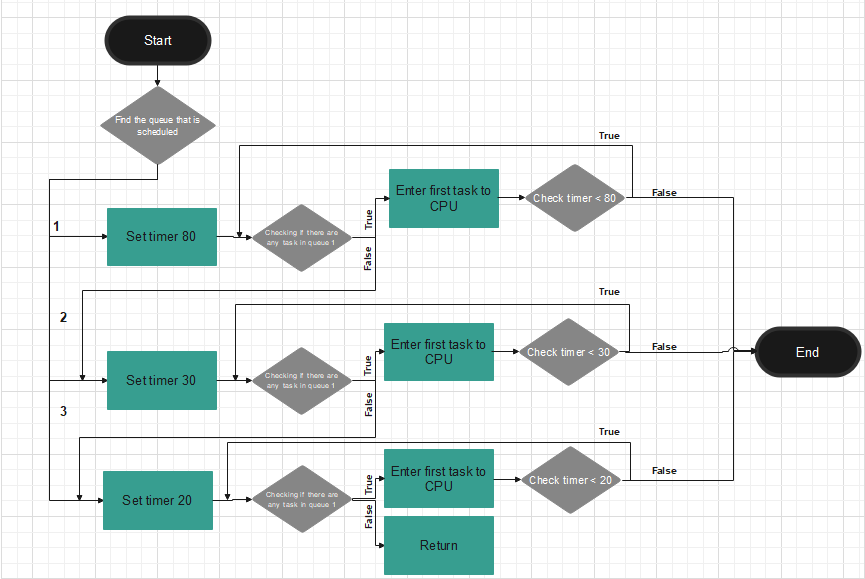 Start
Find the queue that is
scheduled
True
1
Set timer 80
Checking if there are
any task in queue 1
True
False
Enter first task to
CPU
Check timer < 80
False
True
2
Set timer 30
Checking if there are
any task in queue 1
True
False
Enter first task to
CPU
Check timer < 30
False
End
3
True
Set timer 20
Checking if there are
any task in queue 1
True
False
Enter first task to
CPU
Check timer < 20
False
Return